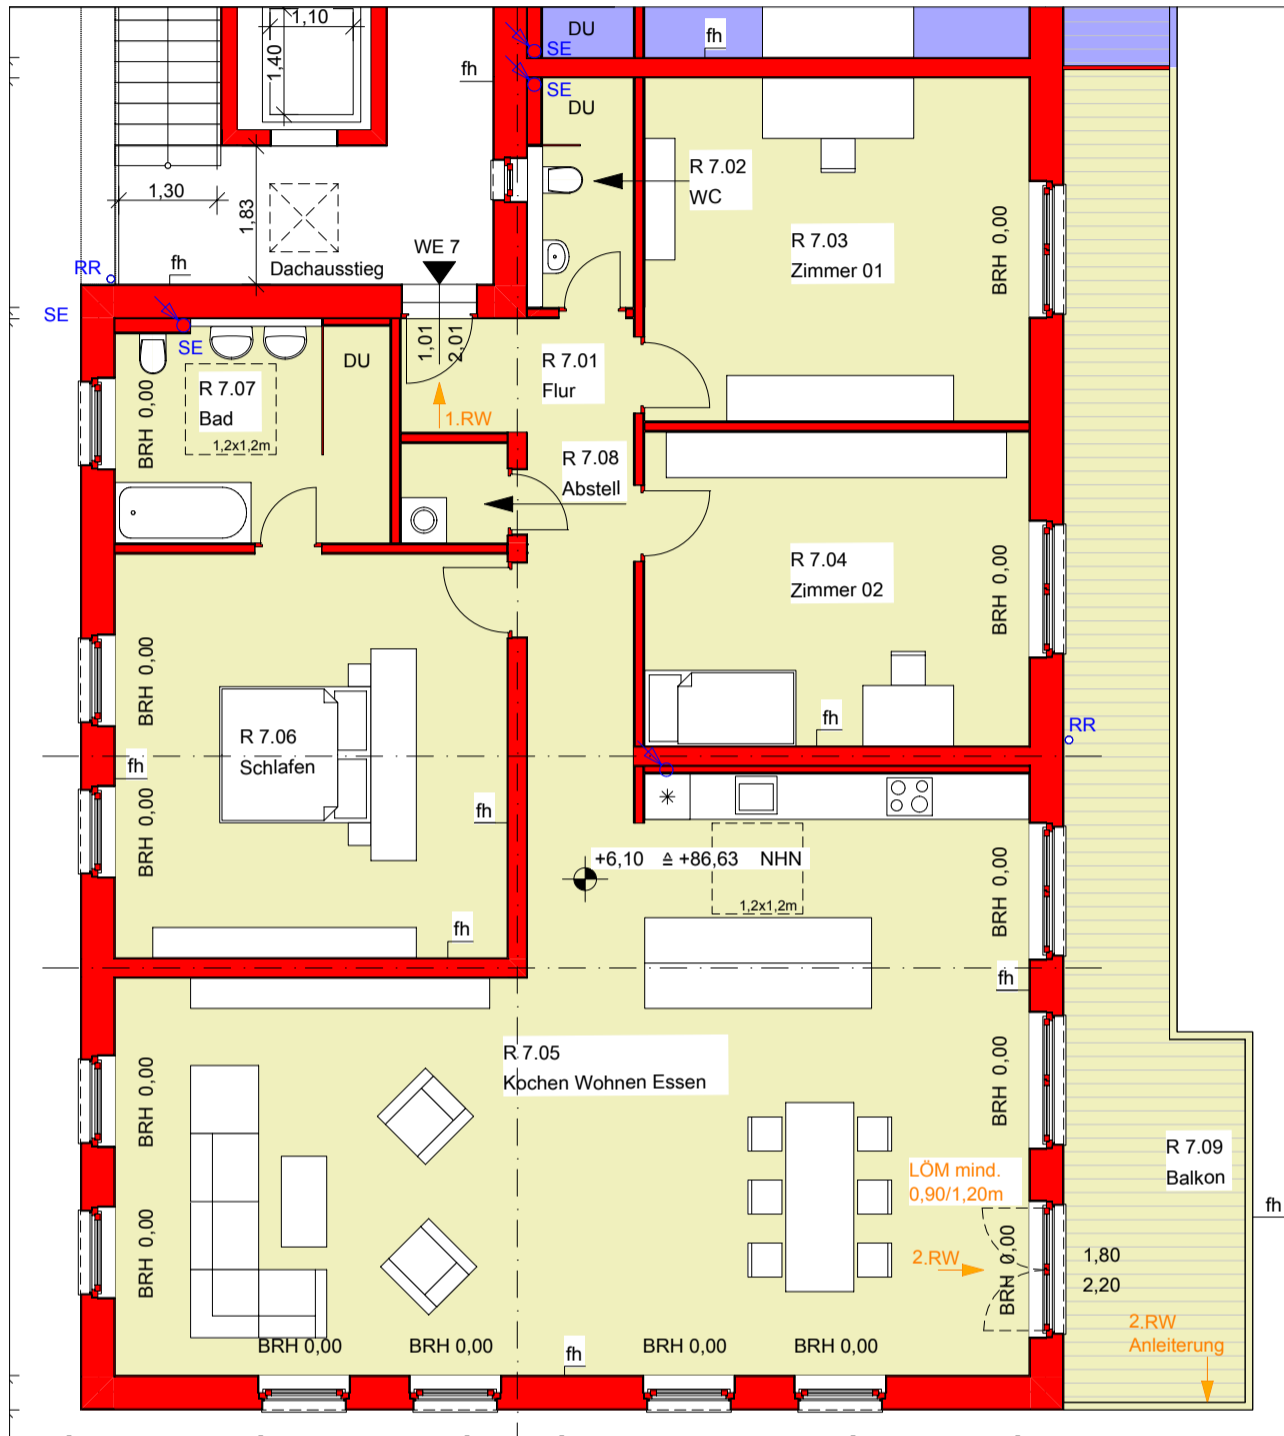 1,10
1,40
DU
fh
SE
fh
SE
DU
R 7.02
WC
1,30
1,83
BRH 0,00
R 7.03
Zimmer 01
WE 7
RR
fh
Dachausstieg
SE
SE
1,01
2,01
DU
R 7.01
Flur
R 7.07
Bad
BRH 0,00
1,2x1,2m
1.RW
R 7.08
Abstell
R 7.04
Zimmer 02
BRH 0,00
BRH 0,00
fh
RR
R 7.06
Schlafen
fh
fh
BRH 0,00
+6,10 ≙ +86,63 NHN
BRH 0,00
1,2x1,2m
fh
fh
R 7.05
Kochen Wohnen Essen
BRH 0,00
BRH 0,00
R 7.09
Balkon
LÖM mind.
0,90/1,20m
fh
BRH 0,00
2.RW
BRH 0,00
1,80
2,20
2.RW
Anleiterung
BRH 0,00
BRH 0,00
fh
BRH 0,00
BRH 0,00